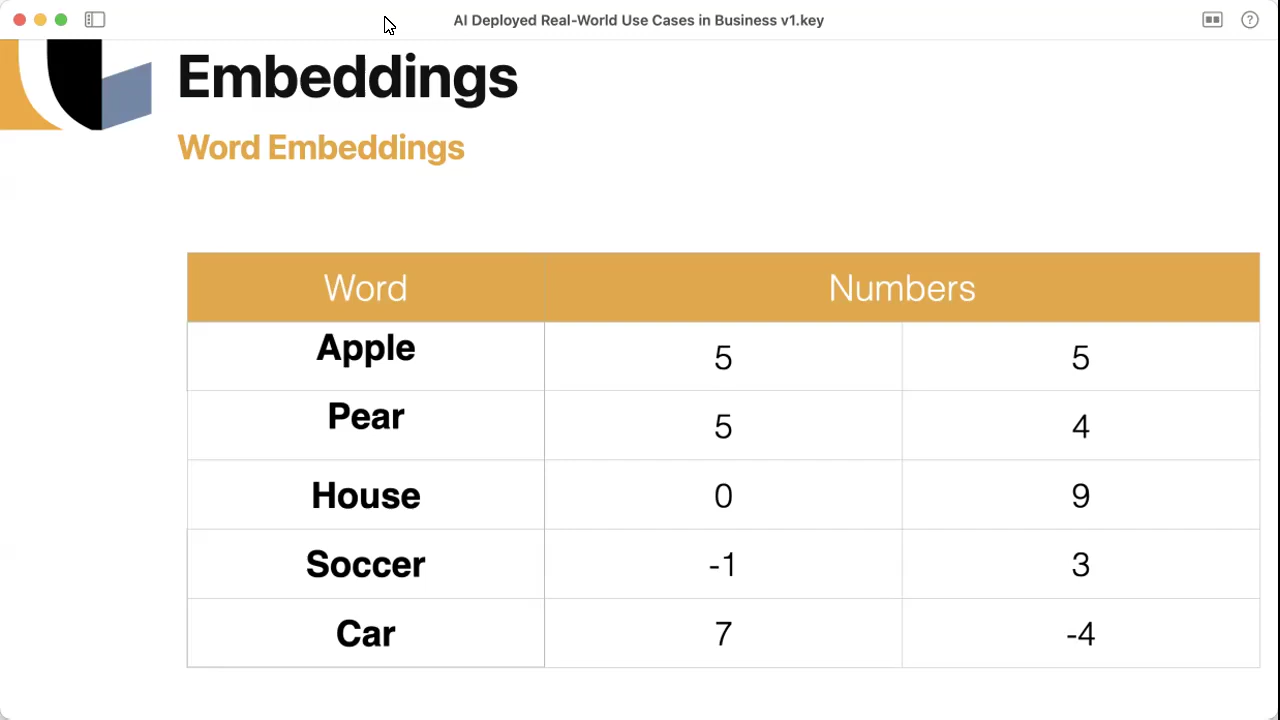 AI Deployed Real-World Use Cases in Business v1.key
?
Embeddings
Word Embeddings
Word Numbers
Apple 5 5
Pear 5 4
House 0 9
Soccer -1 3
Car 7 -4